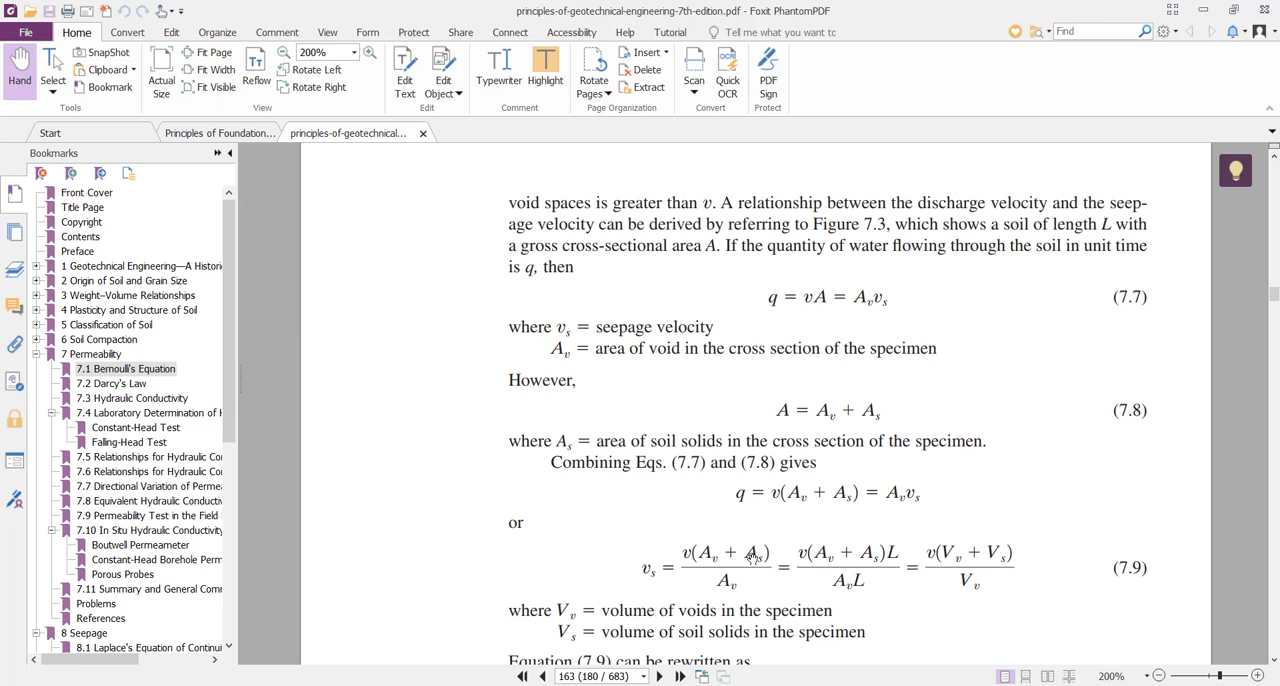 principles-of-geotechnical-engineering-7th-edition.pdf - Foxit PhantomPDF
File Home Convert Edit Organize Comment View Form Protect Share Connect Accessibility Help Tutorial Tell me what you want tc Find
Hand
Select
SnapShot
Clipboard
Bookmark
Tools
Actual Size
Fit Page
Fit Width
Fit Visible
Reflow
200%
Rotate Left
Rotate Right
View
Edit Text
Edit Object
Edit
Typewriter
Highlight
Comment
Rotate Pages
Insert
Delete
Extract
Page Organization
Scan
Quick OCR
Convert
PDF Sign
Protect
Start Principles of Foundation... principles-of-geotechnical...
Bookmarks
Front Cover
Title Page
Copyright
Contents
Preface
1 Geotechnical Engineering—A Histori
2 Origin of Soil and Grain Size
3 Weight–Volume Relationships
4 Plasticity and Structure of Soil
5 Classification of Soil
6 Soil Compaction
7 Permeability
7.1 Bernoulli's Equation
7.2 Darcy's Law
7.3 Hydraulic Conductivity
7.4 Laboratory Determination of H
Constant-Head Test
Falling-Head Test
7.5 Relationships for Hydraulic Co
7.6 Relationships for Hydraulic Co
7.7 Directional Variation of Perme
7.8 Equivalent Hydraulic Conducti
7.9 Permeability Test in the Field
7.10 In Situ Hydraulic Conductivity
Boutwell Permeameter
Constant-Head Borehole Perm
Porous Probes
7.11 Summary and General Comm
Problems
References
8 Seepage
8.1 Laplace's Equation of Continui
void spaces is greater than v. A relationship between the discharge velocity and the seep-
age velocity can be derived by referring to Figure 7.3, which shows a soil of length L with
a gross cross-sectional area A. If the quantity of water flowing through the soil in unit time
is q, then
q = vA = A_v v_s (7.7)
where v_s = seepage velocity
A_v = area of void in the cross section of the specimen
However,
A = A_v + A_s (7.8)
where A_s = area of soil solids in the cross section of the specimen.
Combining Eqs. (7.7) and (7.8) gives
q = v(A_v + A_s) = A_v v_s
or
v_s = v(A_v + A_s) / A_v = v(A_v + A_s)L / A_v L = v(V_v + V_s) / V_v (7.9)
where V_v = volume of voids in the specimen
V_s = volume of soil solids in the specimen
Equation (7.9) can be rewritten as
163 (180 / 683) 200%